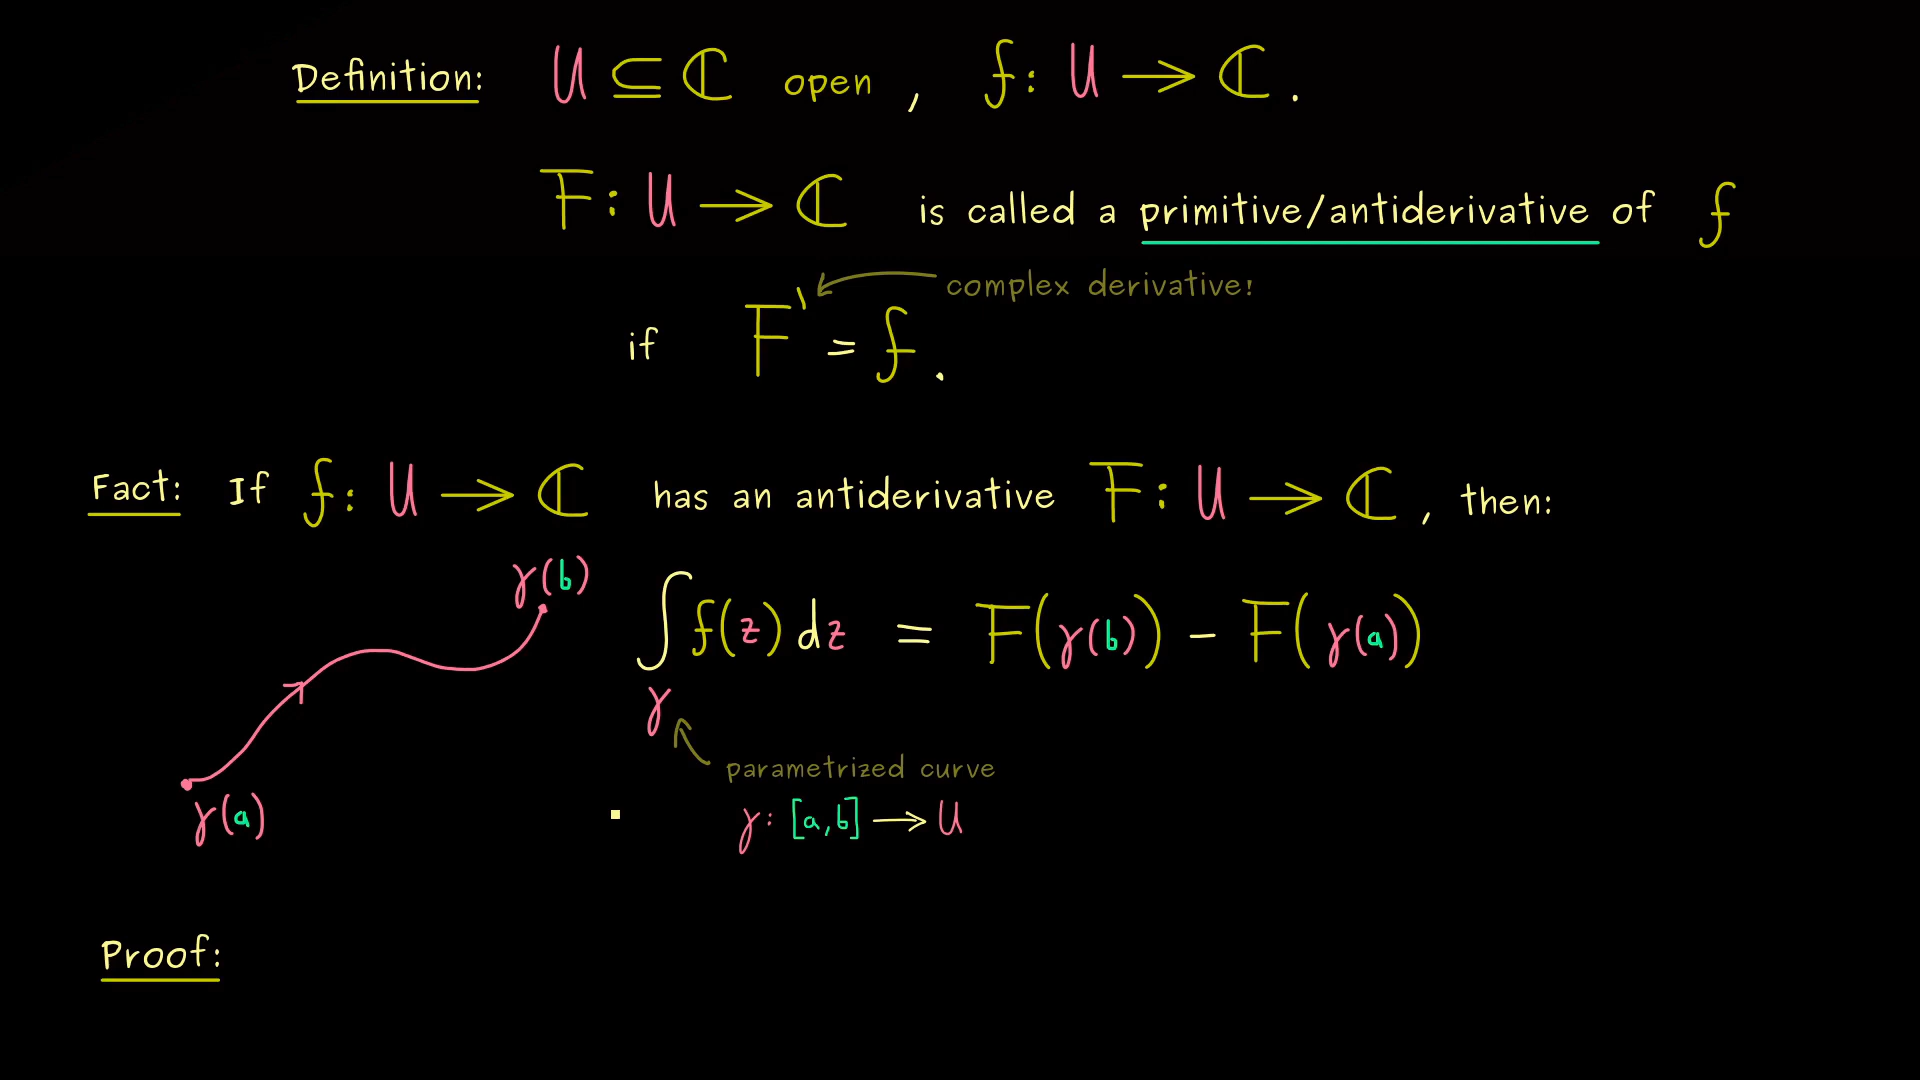 Definition: U ⊆ ℂ open , f: U → ℂ .
F: U → ℂ is called a primitive/antiderivative of f
complex derivative!
if F' = f .
Fact: If f: U → ℂ has an antiderivative F: U → ℂ , then:
γ(b)
∫_γ f(z) dz = F(γ(b)) − F(γ(a))
parametrized curve
γ(a)
γ: [a,b] → U
Proof: